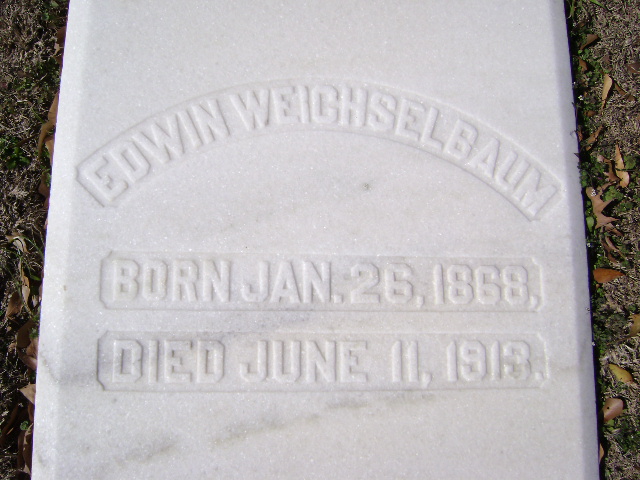 EDWIN WEICHSELBAUM
BORN JAN. 26, 1868,
DIED JUNE 11, 1913.